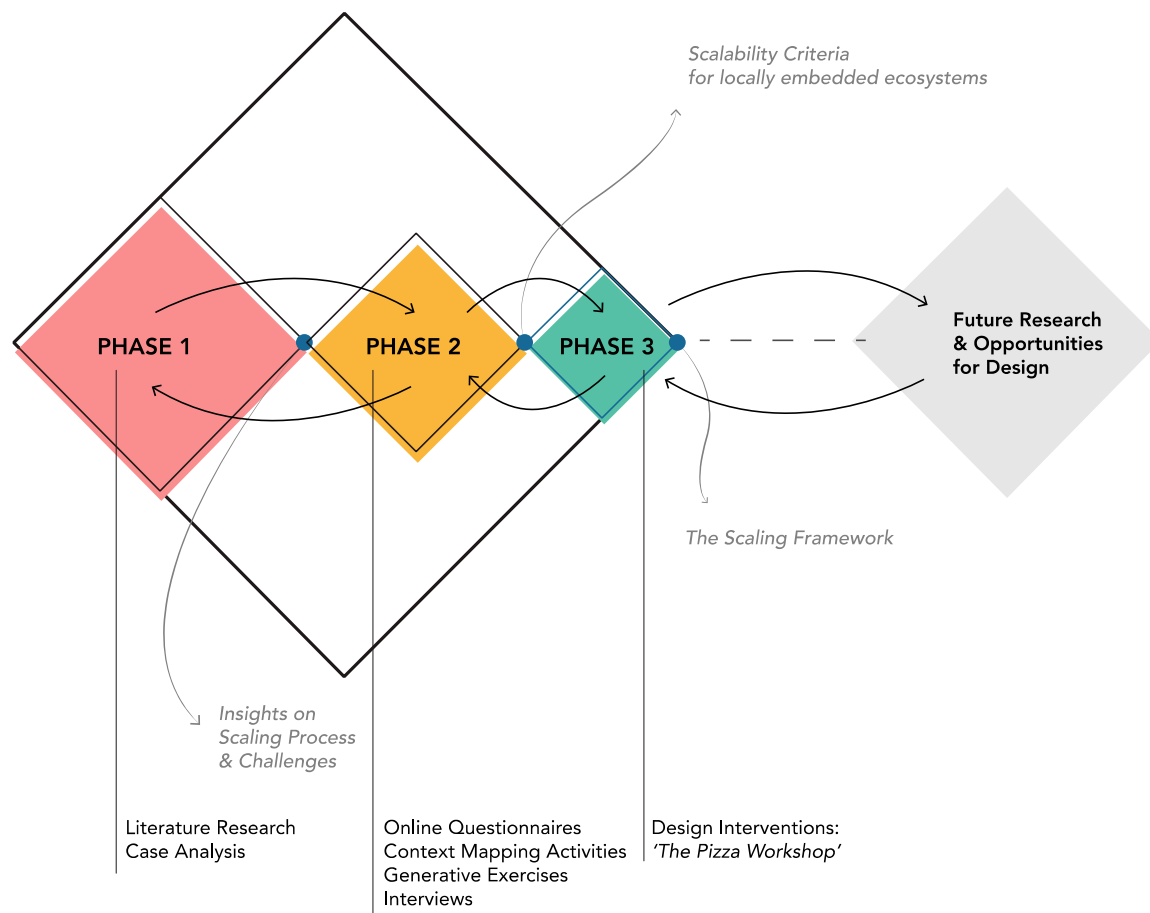 Scalability Criteria
for locally embedded ecosystems
PHASE 1
PHASE 2
PHASE 3
Future Research
& Opportunities
for Design
The Scaling Framework
Insights on
Scaling Process
& Challenges
Literature Research
Case Analysis
Online Questionnaires
Context Mapping Activities
Generative Exercises
Interviews
Design Interventions:
'The Pizza Workshop'